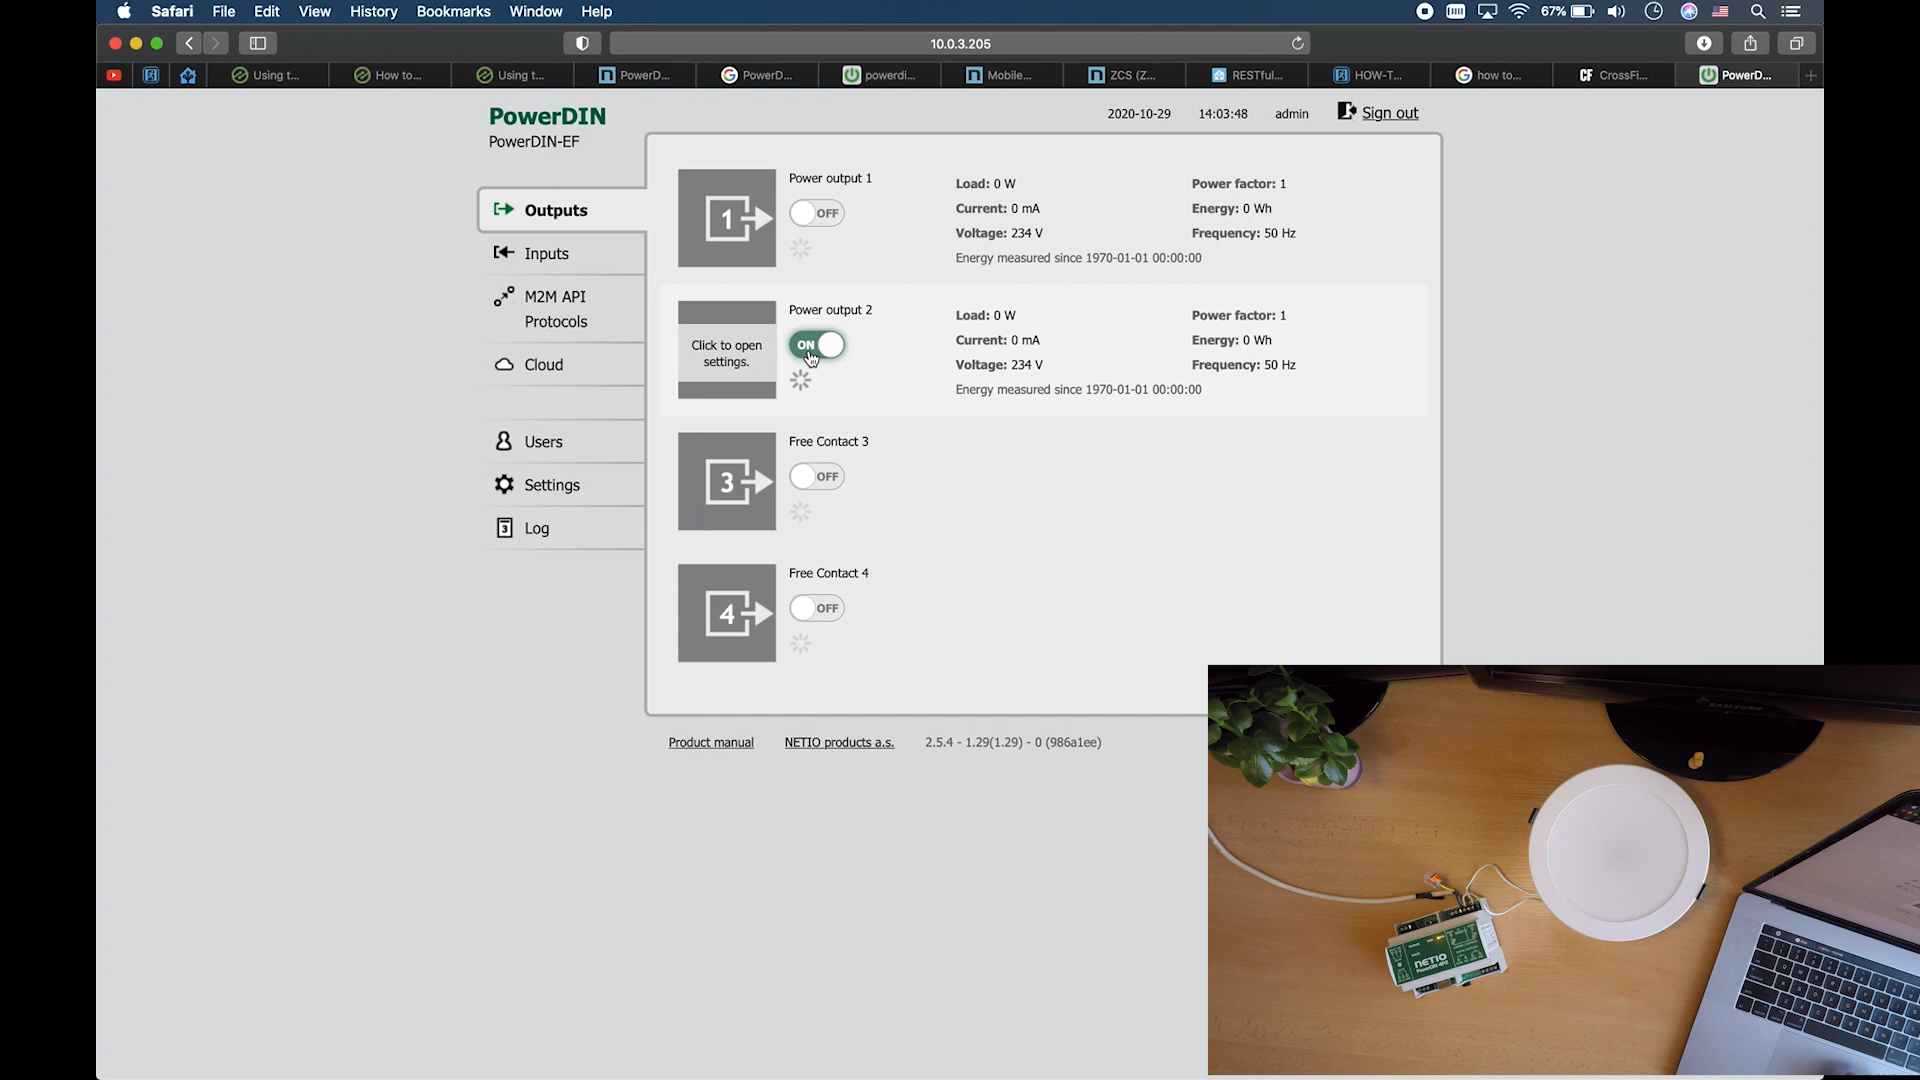 Safari File Edit View History Bookmarks Window Help
67%
10.0.3.205
Using t...
How to...
Using t...
PowerD...
PowerD...
powerdi...
Mobile...
ZCS (Z...
RESTful...
HOW-T...
how to...
CrossFi...
PowerD...
PowerDIN
PowerDIN-EF
2020-10-29 14:03:48 admin Sign out
Outputs
Inputs
M2M API
Protocols
Cloud
Users
Settings
Log
1
Power output 1
OFF
Load: 0 W
Current: 0 mA
Voltage: 234 V
Power factor: 1
Energy: 0 Wh
Frequency: 50 Hz
Energy measured since 1970-01-01 00:00:00
Click to open
settings.
Power output 2
ON
Load: 0 W
Current: 0 mA
Voltage: 234 V
Power factor: 1
Energy: 0 Wh
Frequency: 50 Hz
Energy measured since 1970-01-01 00:00:00
3
Free Contact 3
OFF
4
Free Contact 4
OFF
Product manual NETIO products a.s. 2.5.4 - 1.29(1.29) - 0 (986a1ee)
SAMSUNG
NETIO
PowerDIN 4PZ